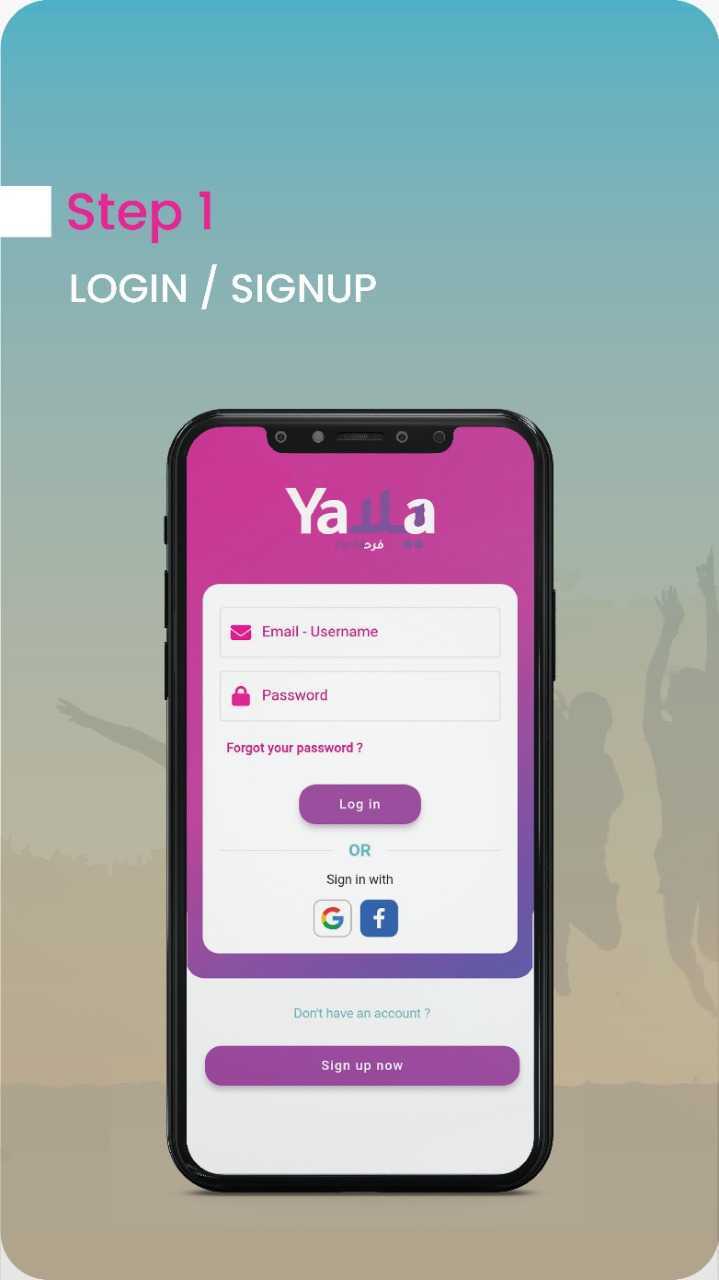 Step 1
LOGIN / SIGNUP
Yalla
فرد
Email - Username
Password
Forgot your password ?
Log in
OR
Sign in with
G f
Don't have an account ?
Sign up now